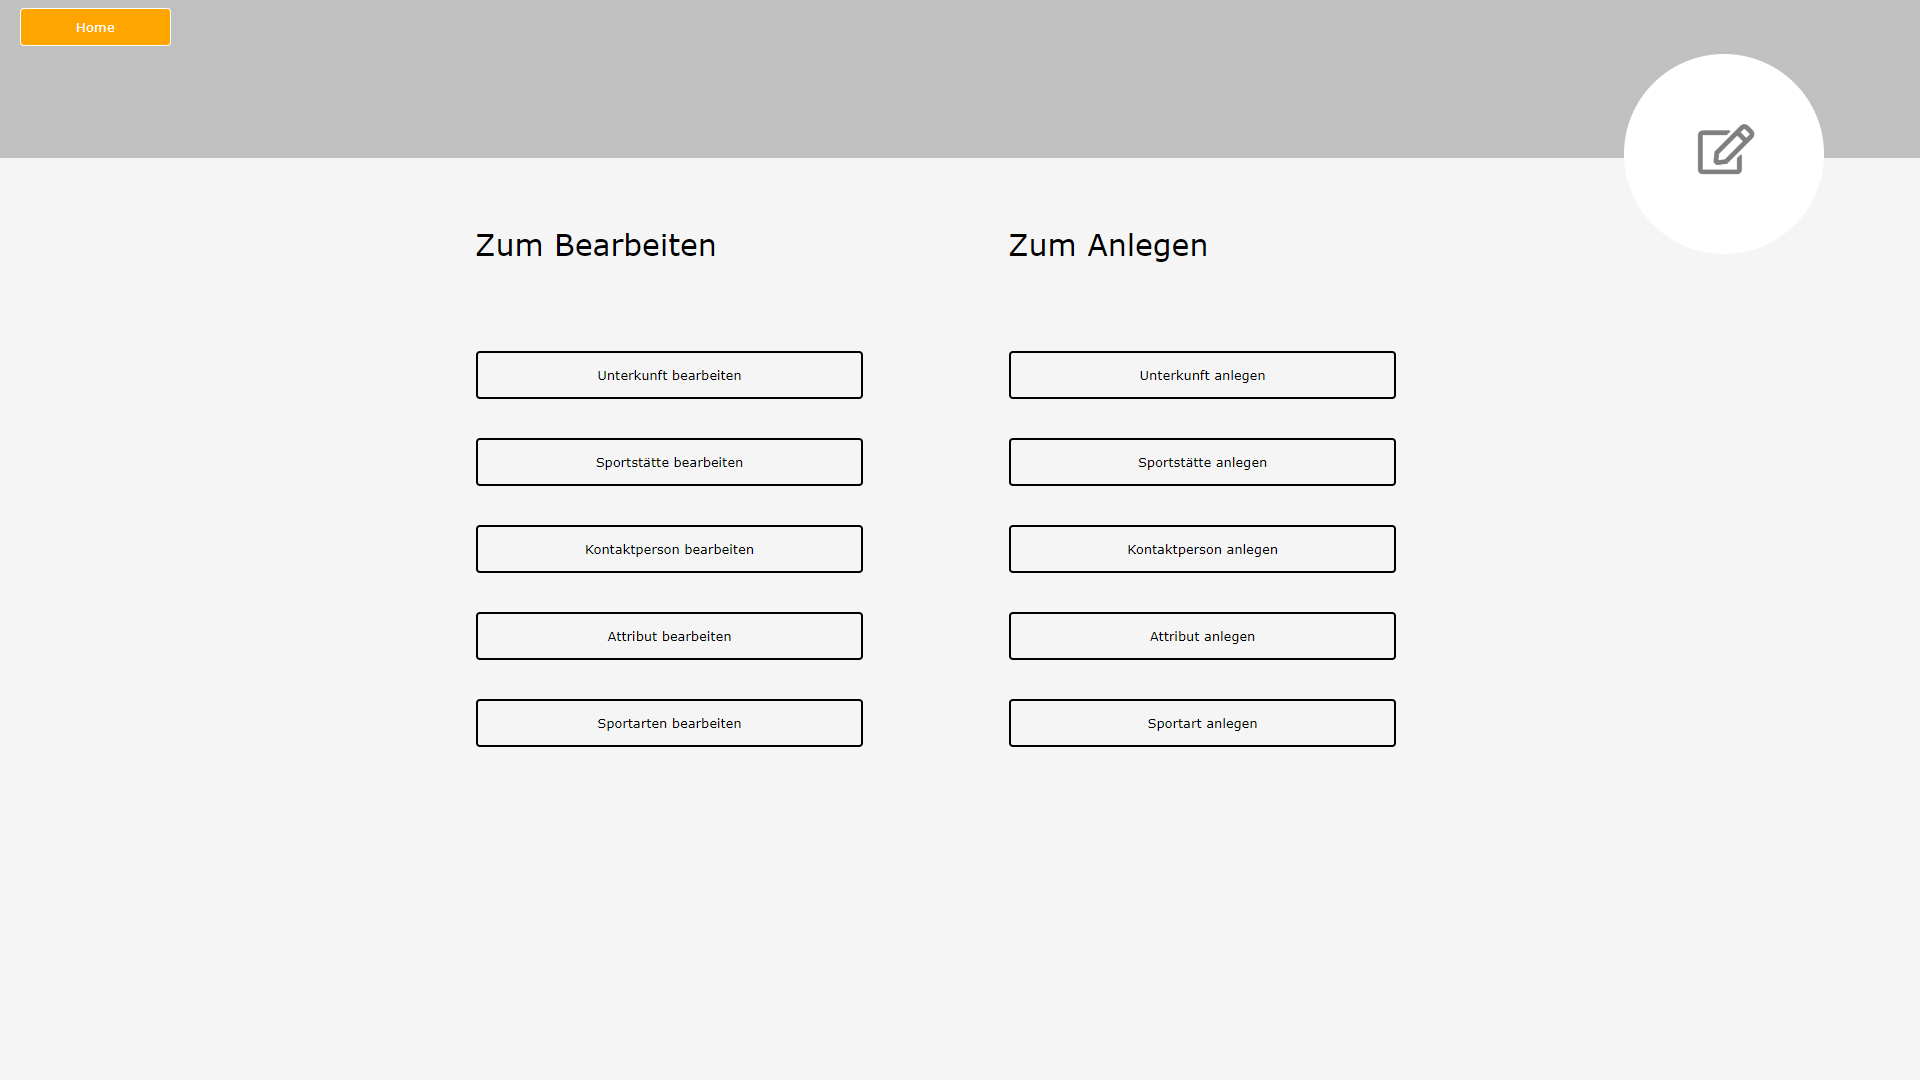 Home
Zum Bearbeiten
Unterkunft bearbeiten
Sportstätte bearbeiten
Kontaktperson bearbeiten
Attribut bearbeiten
Sportarten bearbeiten
Zum Anlegen
Unterkunft anlegen
Sportstätte anlegen
Kontaktperson anlegen
Attribut anlegen
Sportart anlegen